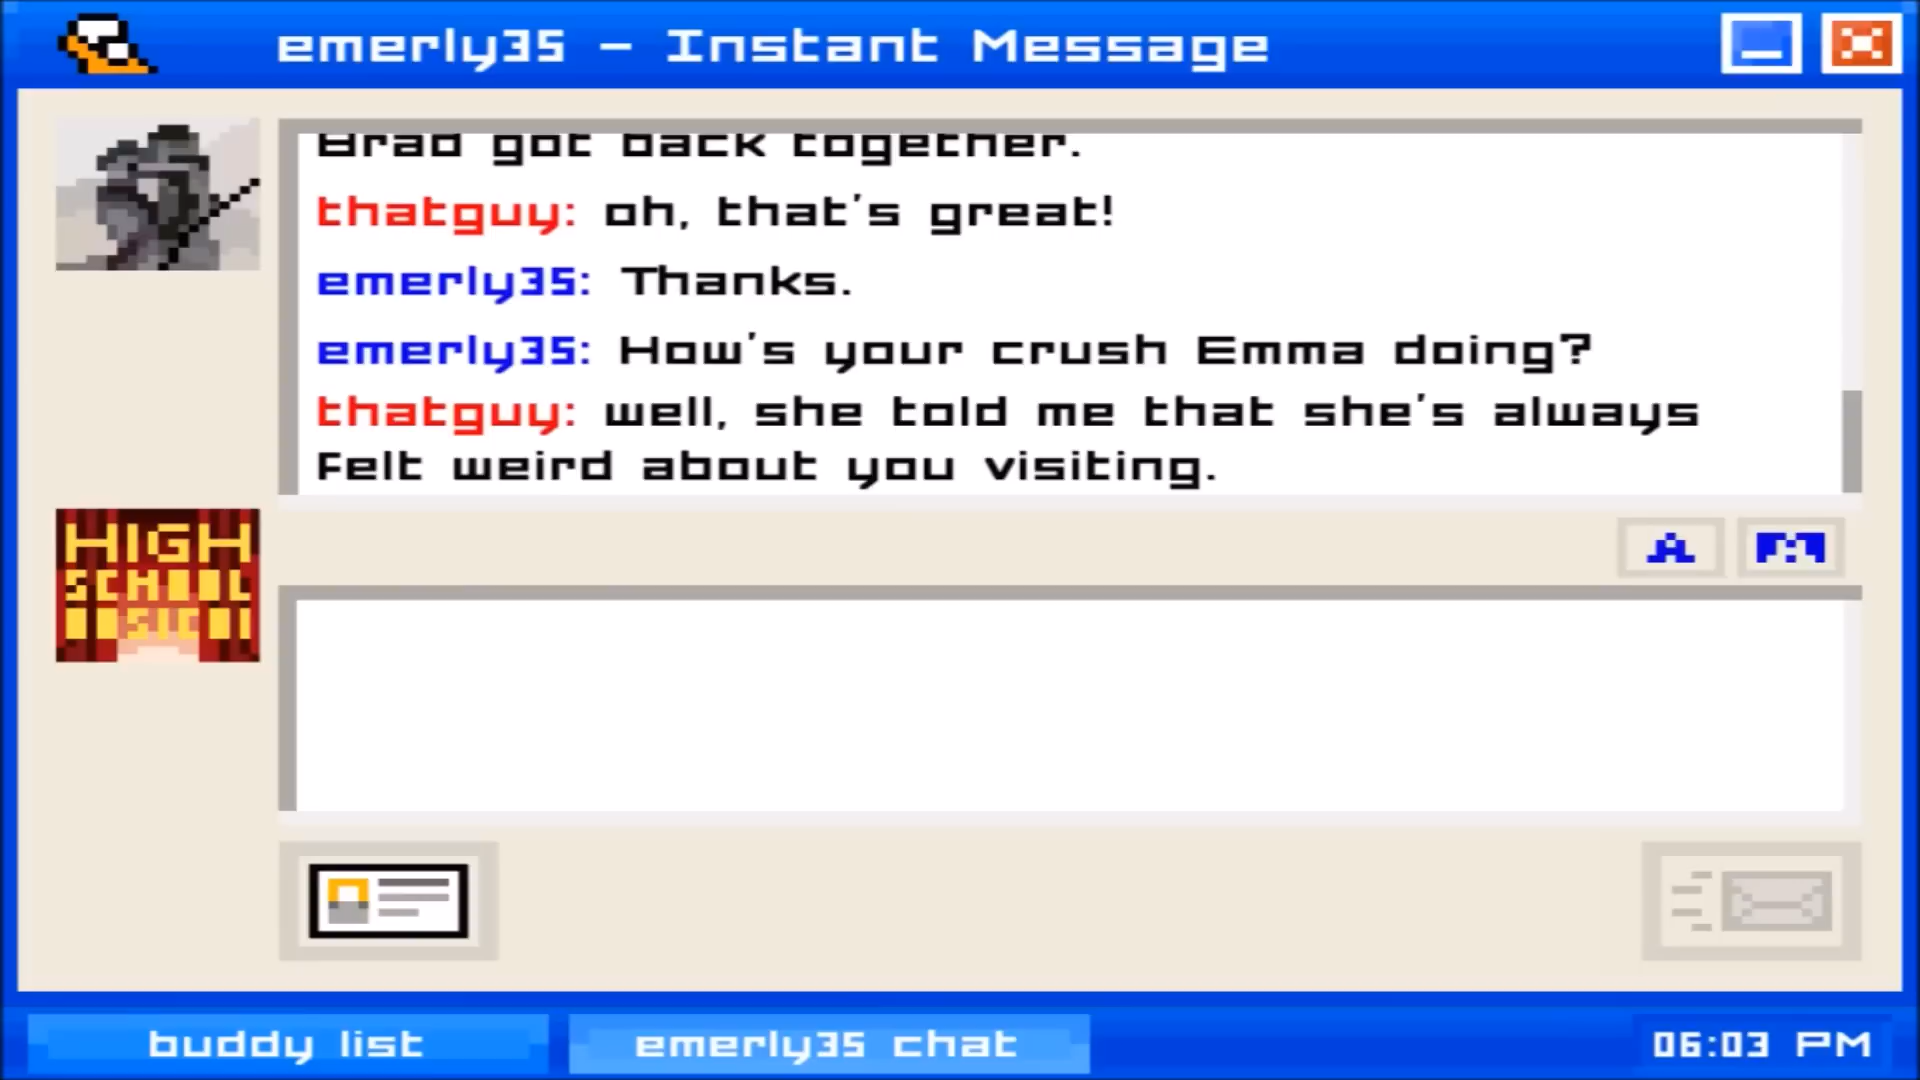 emerly35 - Instant Message
Brad got back together.
thatguy: oh, that's great!
emerly35: Thanks.
emerly35: How's your crush Emma doing?
thatguy: well, she told me that she's always
felt weird about you visiting.
HIGH
SCHOOL
MUSICAL
A
buddy list
emerly35 chat
06:03 PM